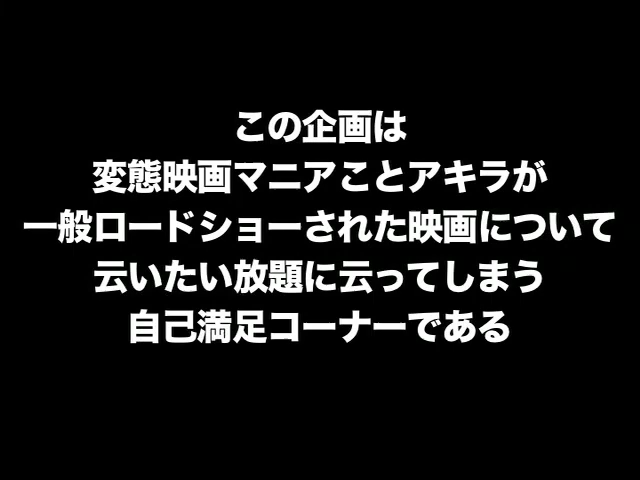 この企画は
変態映画マニアことアキラが
一般ロードショーされた映画について
云いたい放題に云ってしまう
自己満足コーナーである